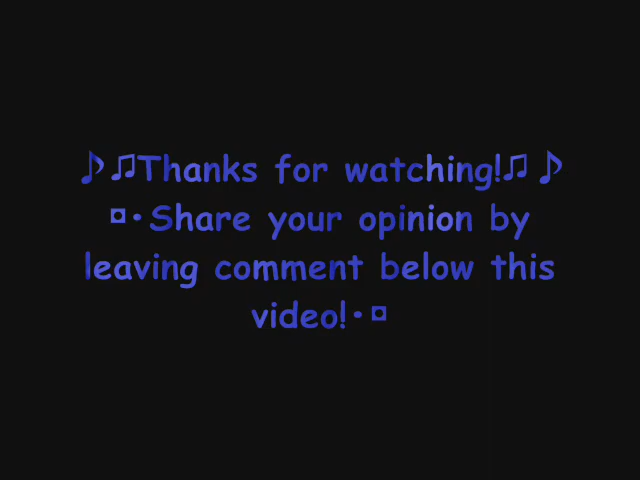 ♪♫Thanks for watching!♫ ♪
◘•Share your opinion by
leaving comment below this
video!•◘